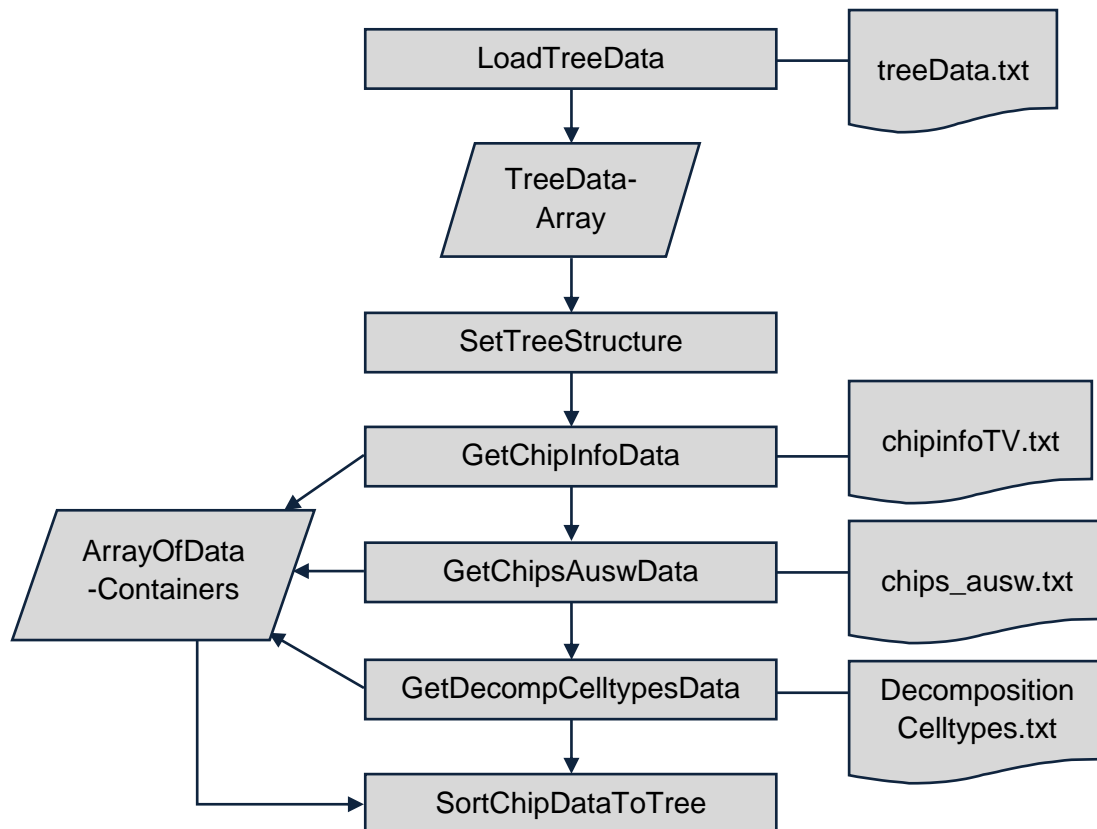 LoadTreeData
treeData.txt
TreeData-
Array
SetTreeStructure
GetChipInfoData
chipinfoTV.txt
ArrayOfData
-Containers
GetChipsAuswData
chips_ausw.txt
GetDecompCelltypesData
Decomposition
Celltypes.txt
SortChipDataToTree